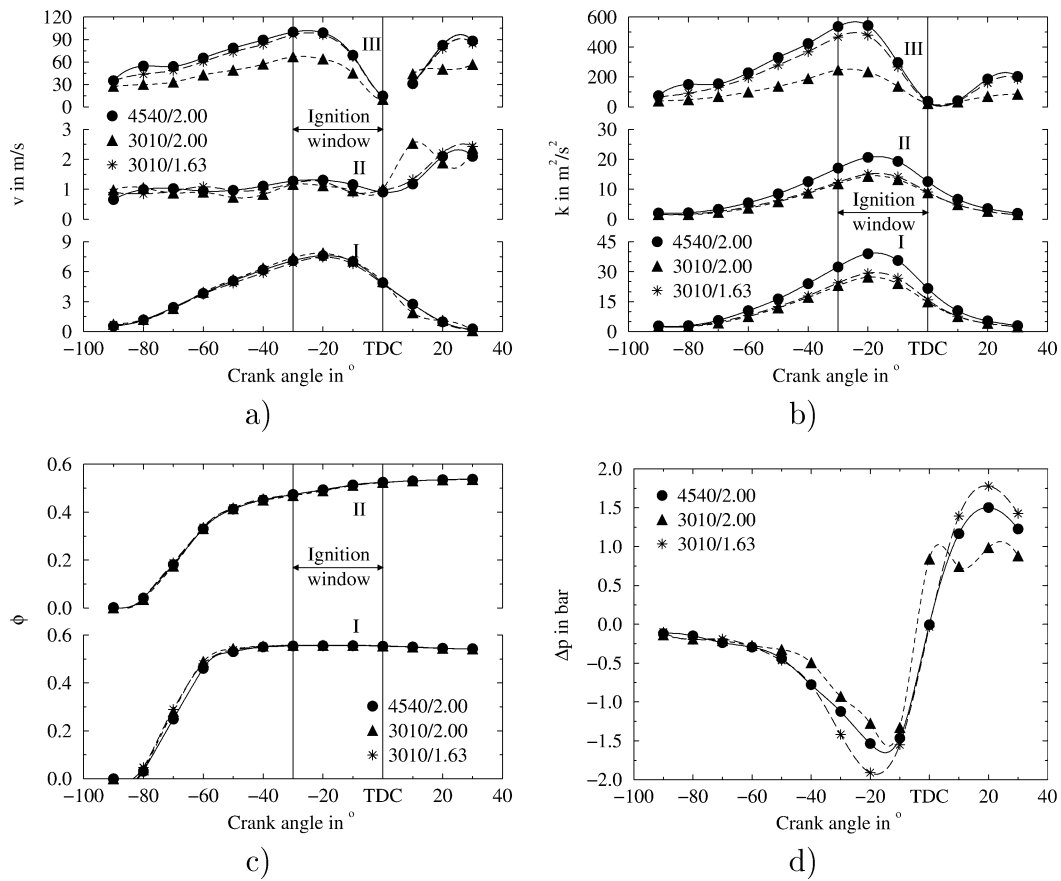 120
90
60
30
0
III
4540/2.00
3010/2.00
3010/1.63
Ignition
window
3
2
1
0
II
v in m/s
9
6
3
0
I
−100 −80 −60 −40 −20 TDC 20 40
Crank angle in °
a)
600
400
200
0
III
30
20
10
0
II
Ignition
window
k in m²/s²
45
30
15
0
I
4540/2.00
3010/2.00
3010/1.63
−100 −80 −60 −40 −20 TDC 20 40
Crank angle in °
b)
0.6
0.4
0.2
0.0
II
Ignition
window
ϕ
0.6
0.4
0.2
0.0
I
4540/2.00
3010/2.00
3010/1.63
−100 −80 −60 −40 −20 TDC 20 40
Crank angle in °
c)
2.0
1.5
1.0
0.5
0.0
−0.5
−1.0
−1.5
−2.0
4540/2.00
3010/2.00
3010/1.63
Δp in bar
−100 −80 −60 −40 −20 TDC 20 40
Crank angle in °
d)